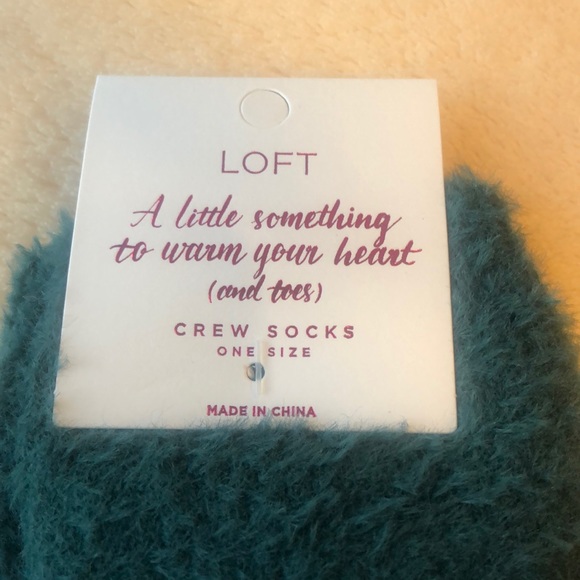 LOFT
A little something
to warm your heart
(and toes)
CREW SOCKS
ONE SIZE
MADE IN CHINA